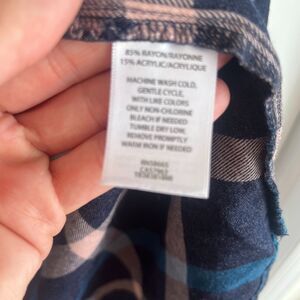 85% RAYON/RAYONNE
15% ACRYLIC/ACRYLIQUE
MACHINE WASH COLD,
GENTLE CYCLE,
WITH LIKE COLORS
ONLY NON-CHLORINE
BLEACH IF NEEDED
TUMBLE DRY LOW,
REMOVE PROMPTLY
WARM IRON IF NEEDED